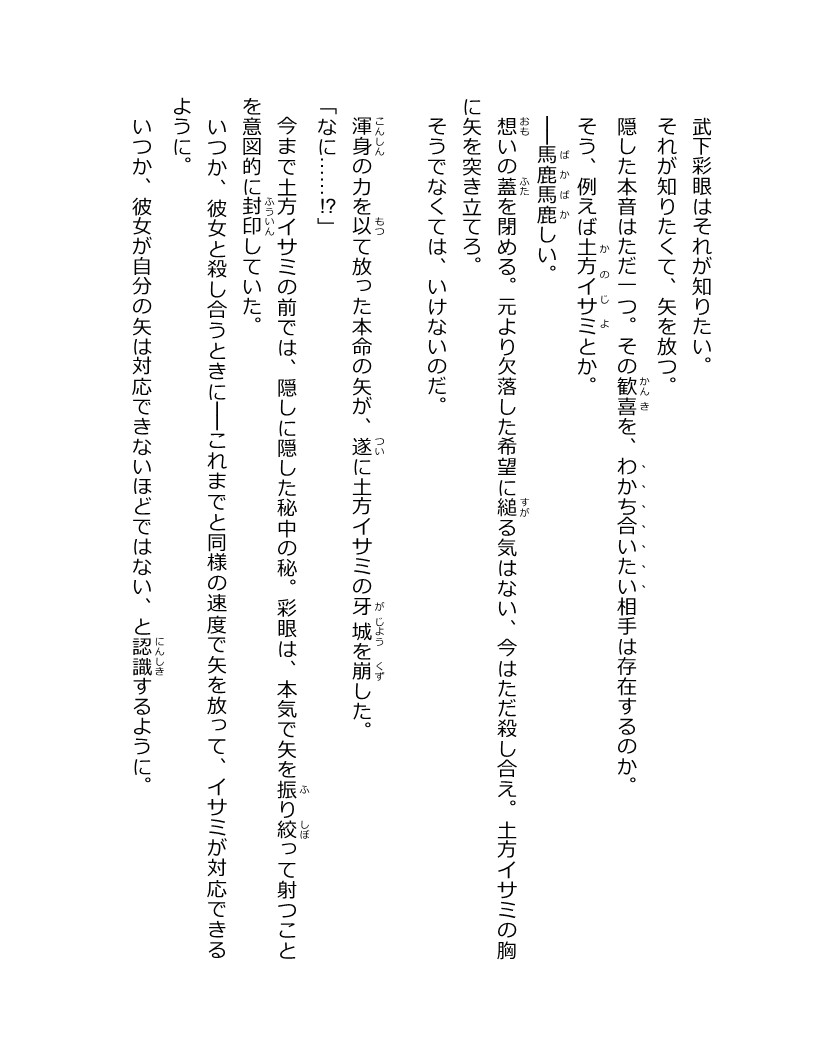 武下彩眼はそれが知りたい。
それが知りたくて、矢を放つ。
隠した本音はただ一つ。その歓喜を、わかち合いたい相手は存在するのか。
そう、例えば土方イサミとか。
――馬鹿馬鹿しい。
想いの蓋を閉める。元より欠落した希望に縋る気はない、今はただ殺し合え。土方イサミの胸
に矢を突き立てろ。
そうでなくては、いけないのだ。
渾身の力を以て放った本命の矢が、遂に土方イサミの牙城を崩した。
「なに……!?」
今まで土方イサミの前では、隠しに隠した秘中の秘。彩眼は、本気で矢を振り絞って射つこと
を意図的に封印していた。
いつか、彼女と殺し合うときに――これまでと同様の速度で矢を放って、イサミが対応できる
ように。
いつか、彼女が自分の矢は対応できないほどではない、と認識するように。